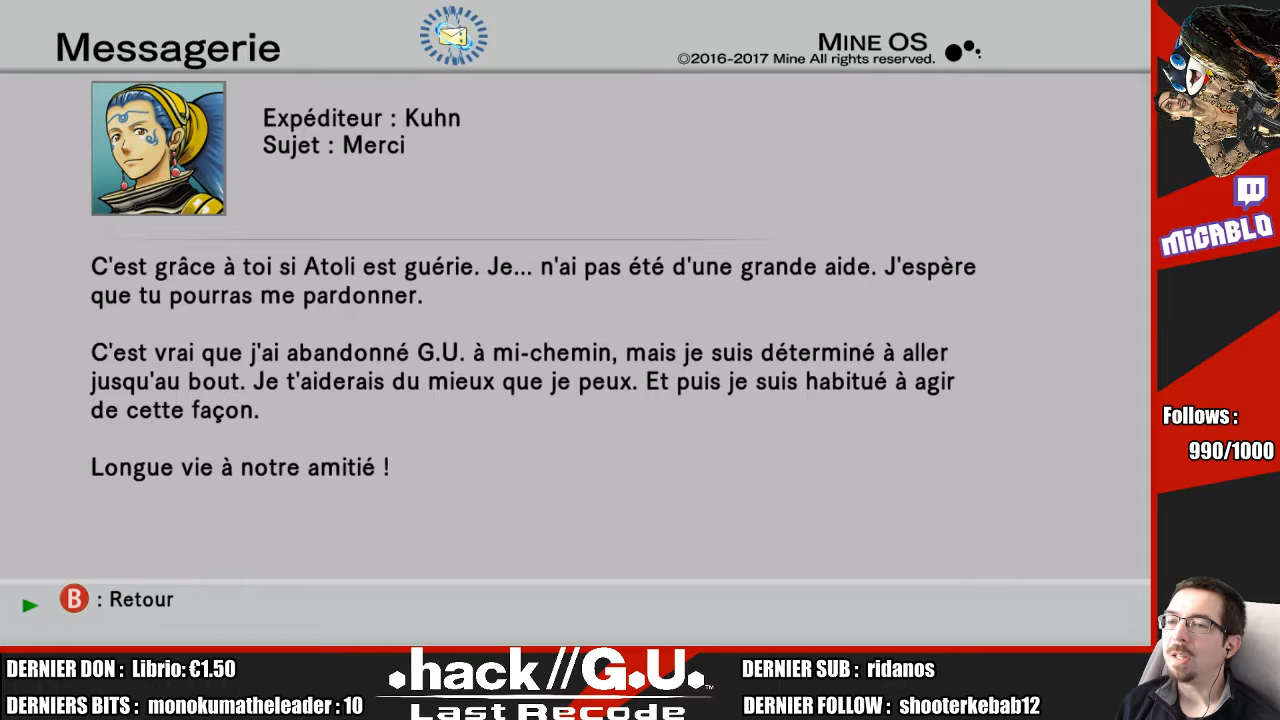 Messagerie
MINE OS
©2016-2017 Mine All rights reserved.
Expéditeur : Kuhn
Sujet : Merci
C'est grâce à toi si Atoli est guérie. Je... n'ai pas été d'une grande aide. J'espère
que tu pourras me pardonner.
C'est vrai que j'ai abandonné G.U. à mi-chemin, mais je suis déterminé à aller
jusqu'au bout. Je t'aiderais du mieux que je peux. Et puis je suis habitué à agir
de cette façon.
Longue vie à notre amitié !
B : Retour
MiCABLO
Follows :
990/1000
DERNIER DON : Librio: €1.50
DERNIERS BITS : monokumatheleader : 10
.hack//G.U.™
Last Recode
DERNIER SUB : ridanos
DERNIER FOLLOW : shooterkebab12